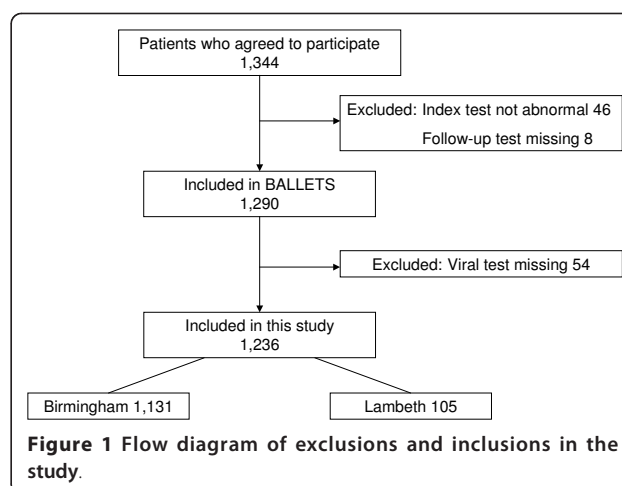 Patients who agreed to participate
1,344
Excluded: Index test not abnormal 46
Follow-up test missing 8
Included in BALLETS
1,290
Excluded: Viral test missing 54
Included in this study
1,236
Birmingham 1,131
Lambeth 105
Figure 1 Flow diagram of exclusions and inclusions in the
study.